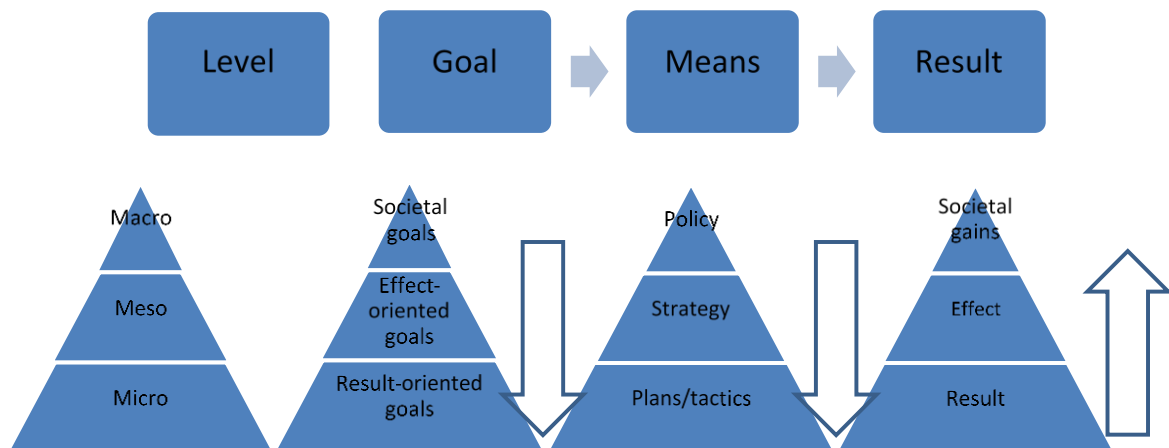 Level
Goal
Means
Result
Macro
Meso
Micro
Societal
goals
Effect-
oriented
goals
Result-oriented
goals
Policy
Strategy
Plans/tactics
Societal
gains
Effect
Result